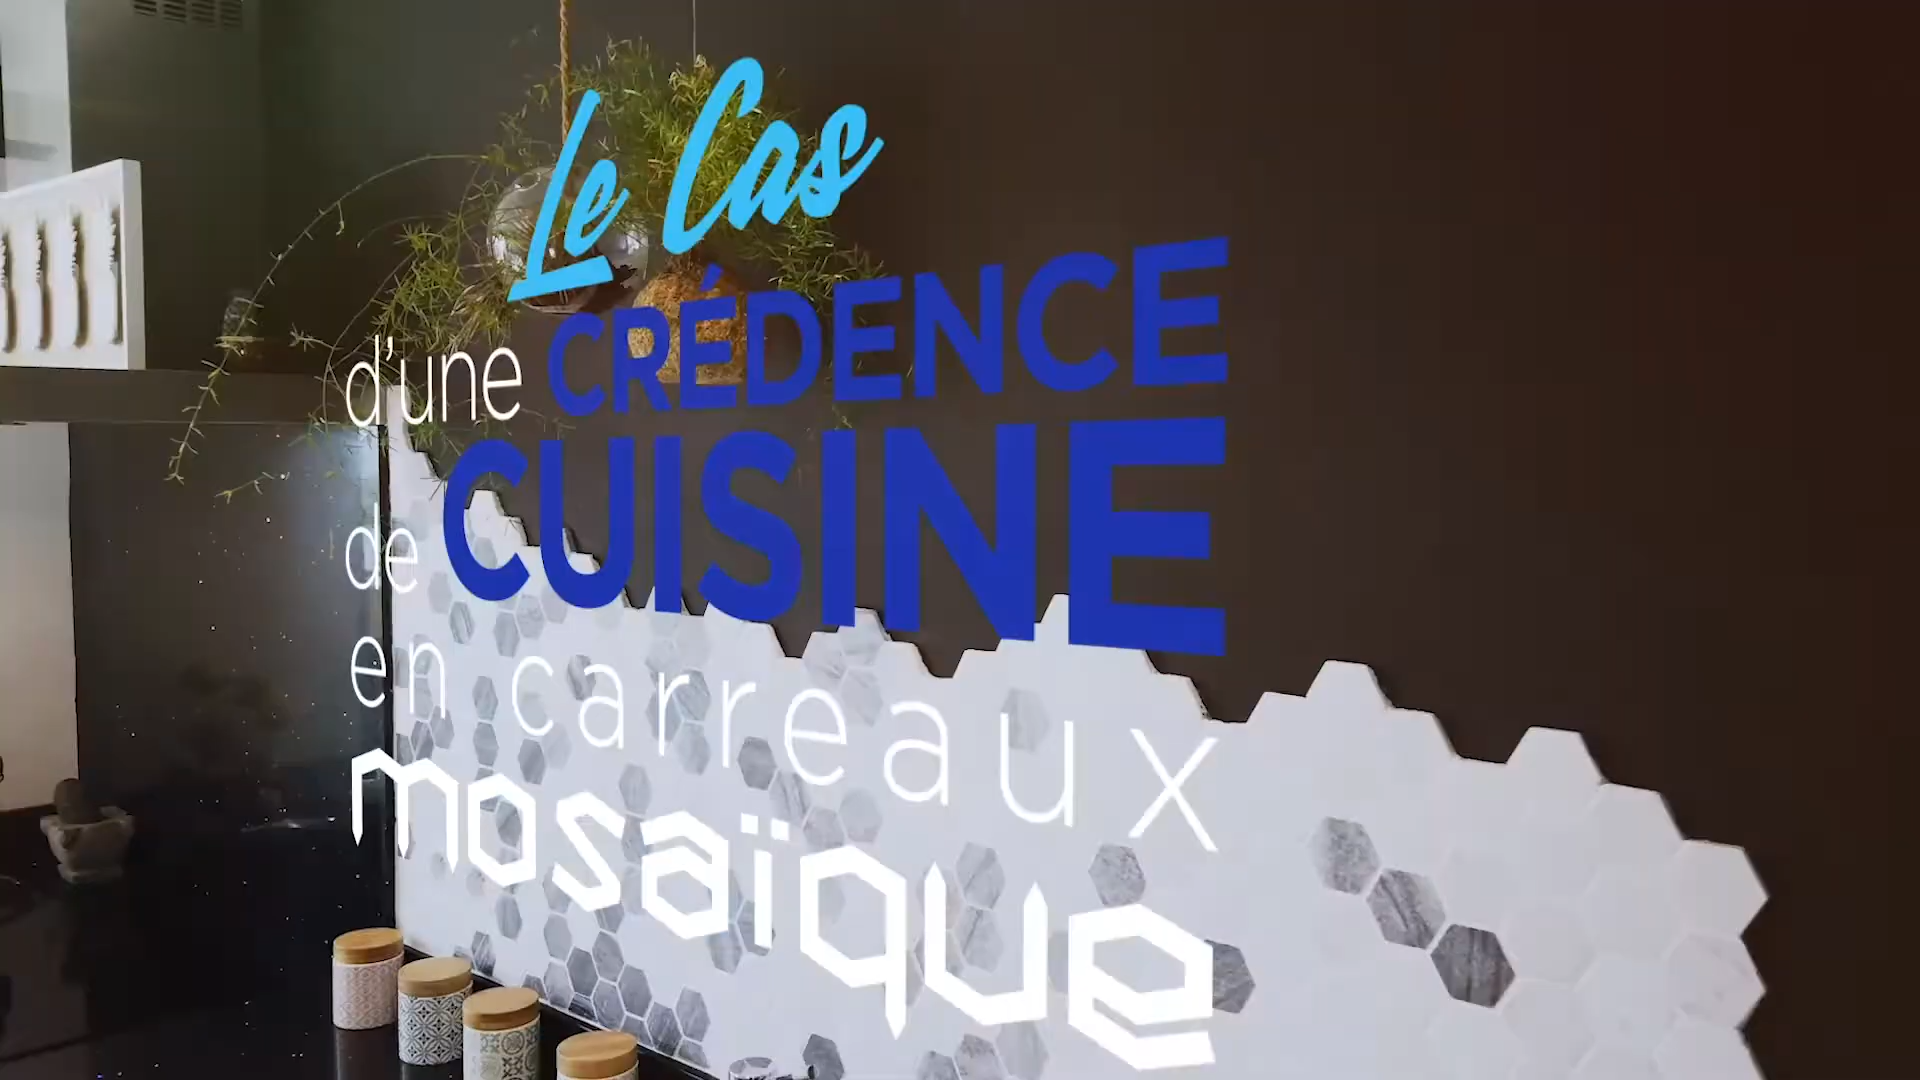 Le Cas
d'une CRÉDENCE
de CUISINE
en carreaux
mosaïque